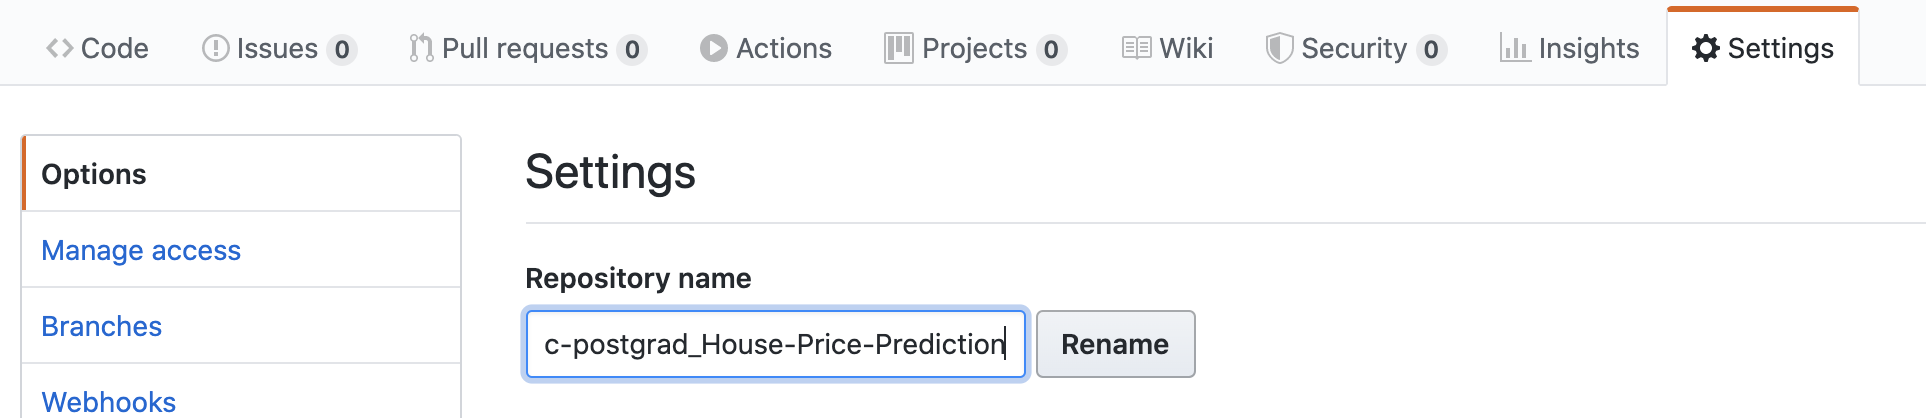 Code Issues 0 Pull requests 0 Actions Projects 0 Wiki Security 0 Insights Settings
Options
Manage access
Branches
Webhooks
Settings
Repository name
c-postgrad_House-Price-Prediction Rename